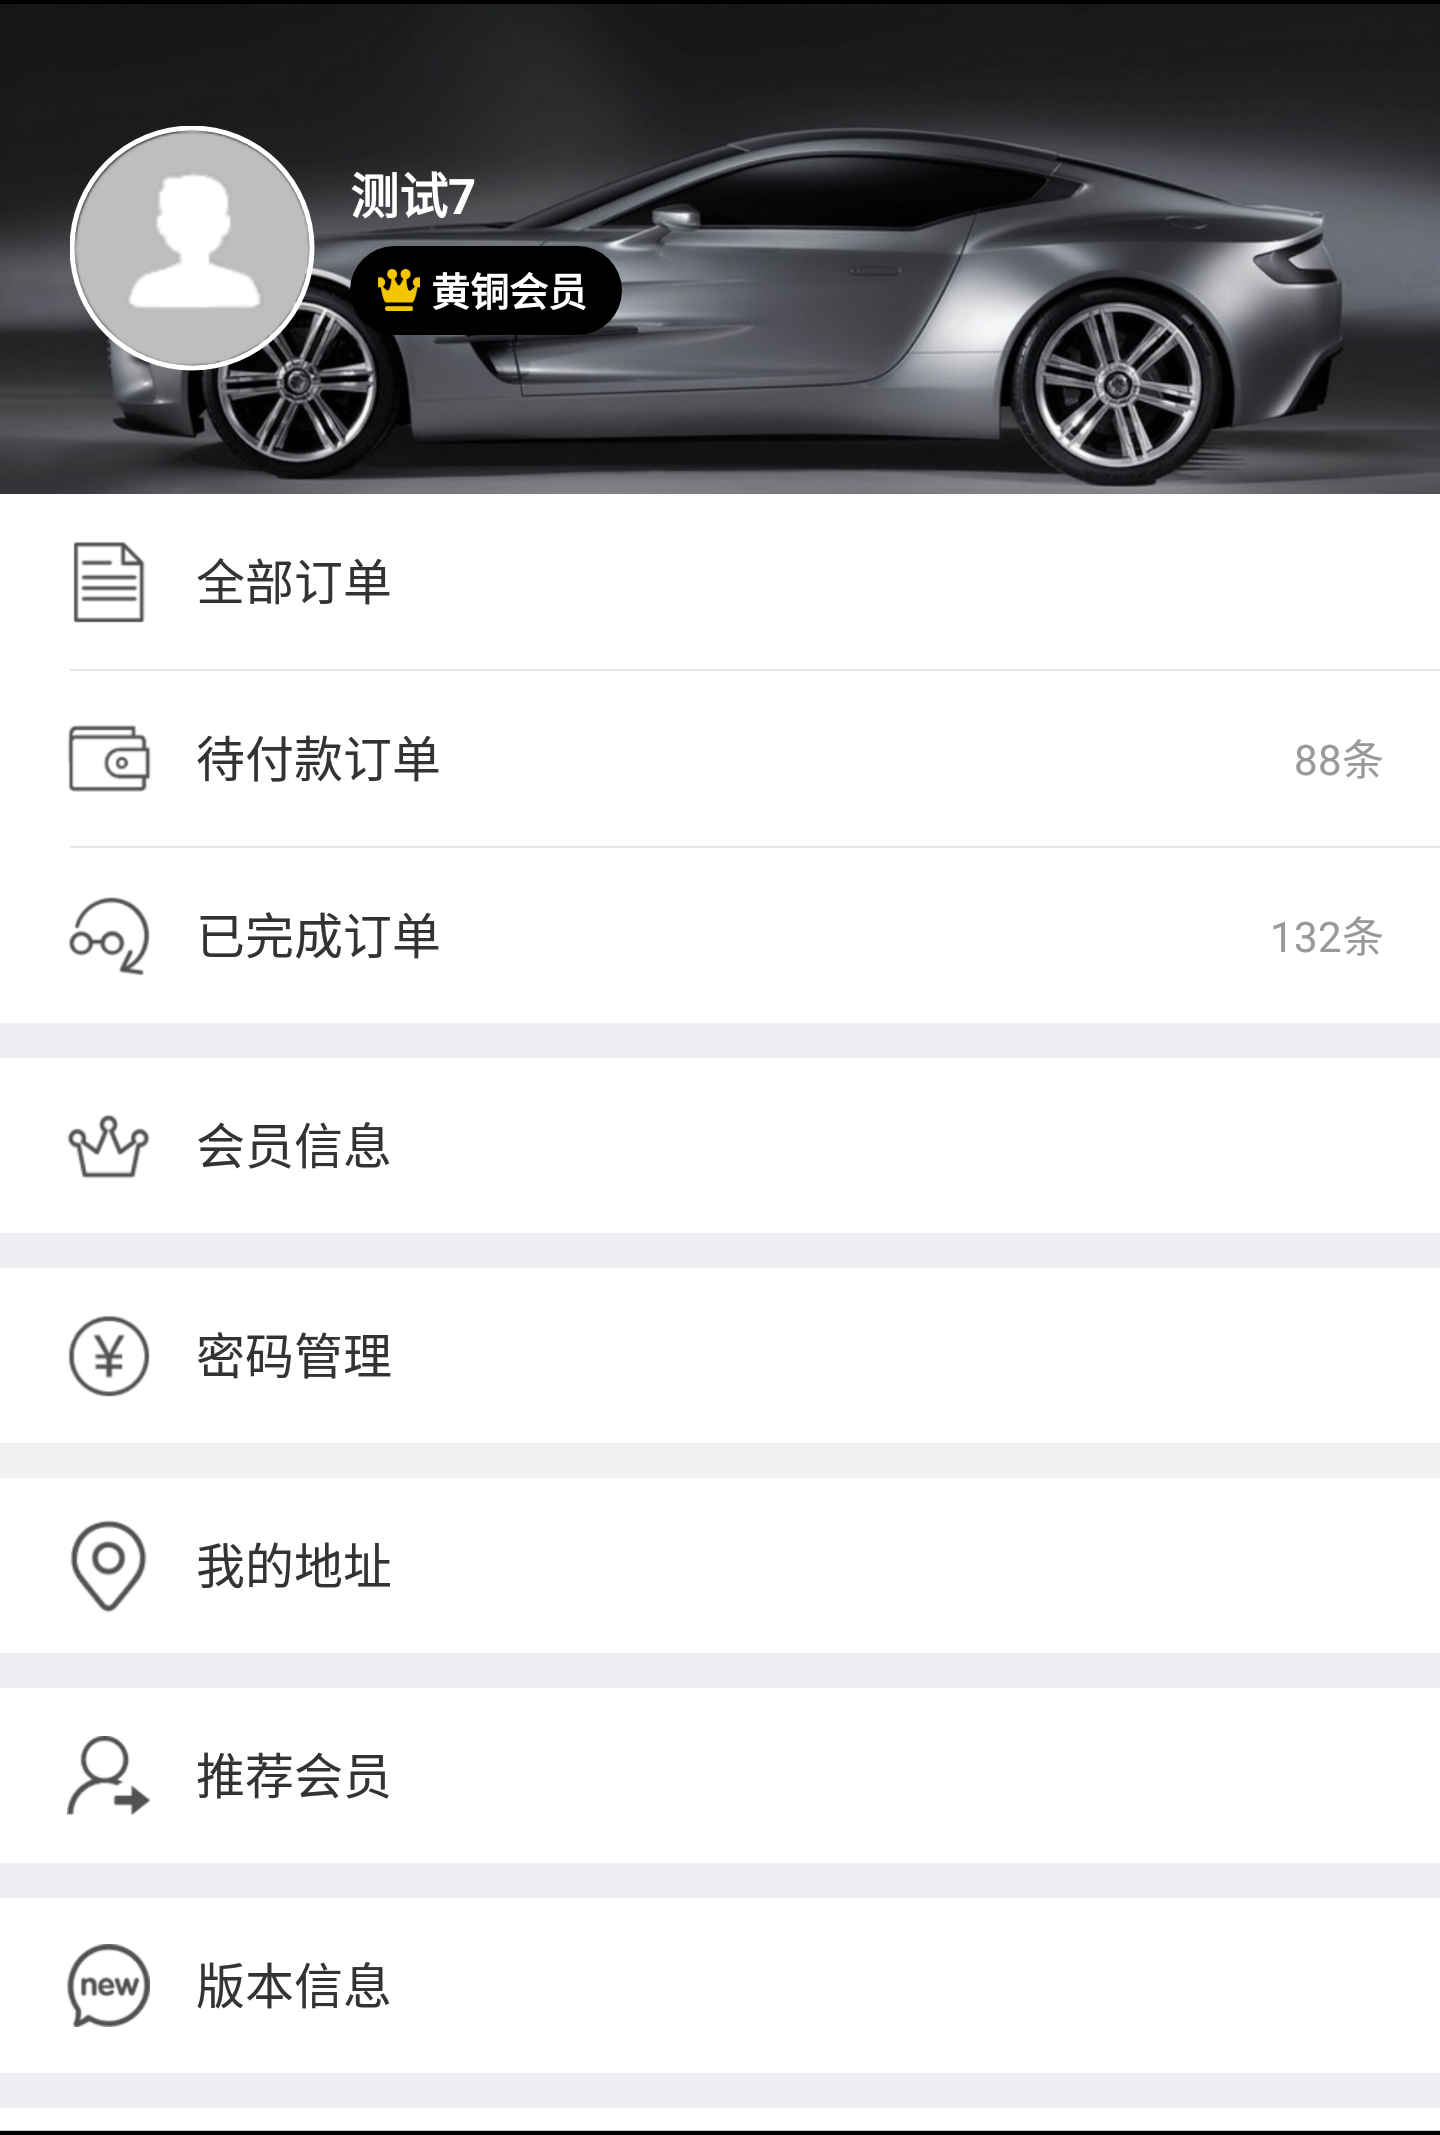 测试7
黄铜会员
全部订单
待付款订单 88条
已完成订单 132条
会员信息
¥ 密码管理
我的地址
推荐会员
new 版本信息